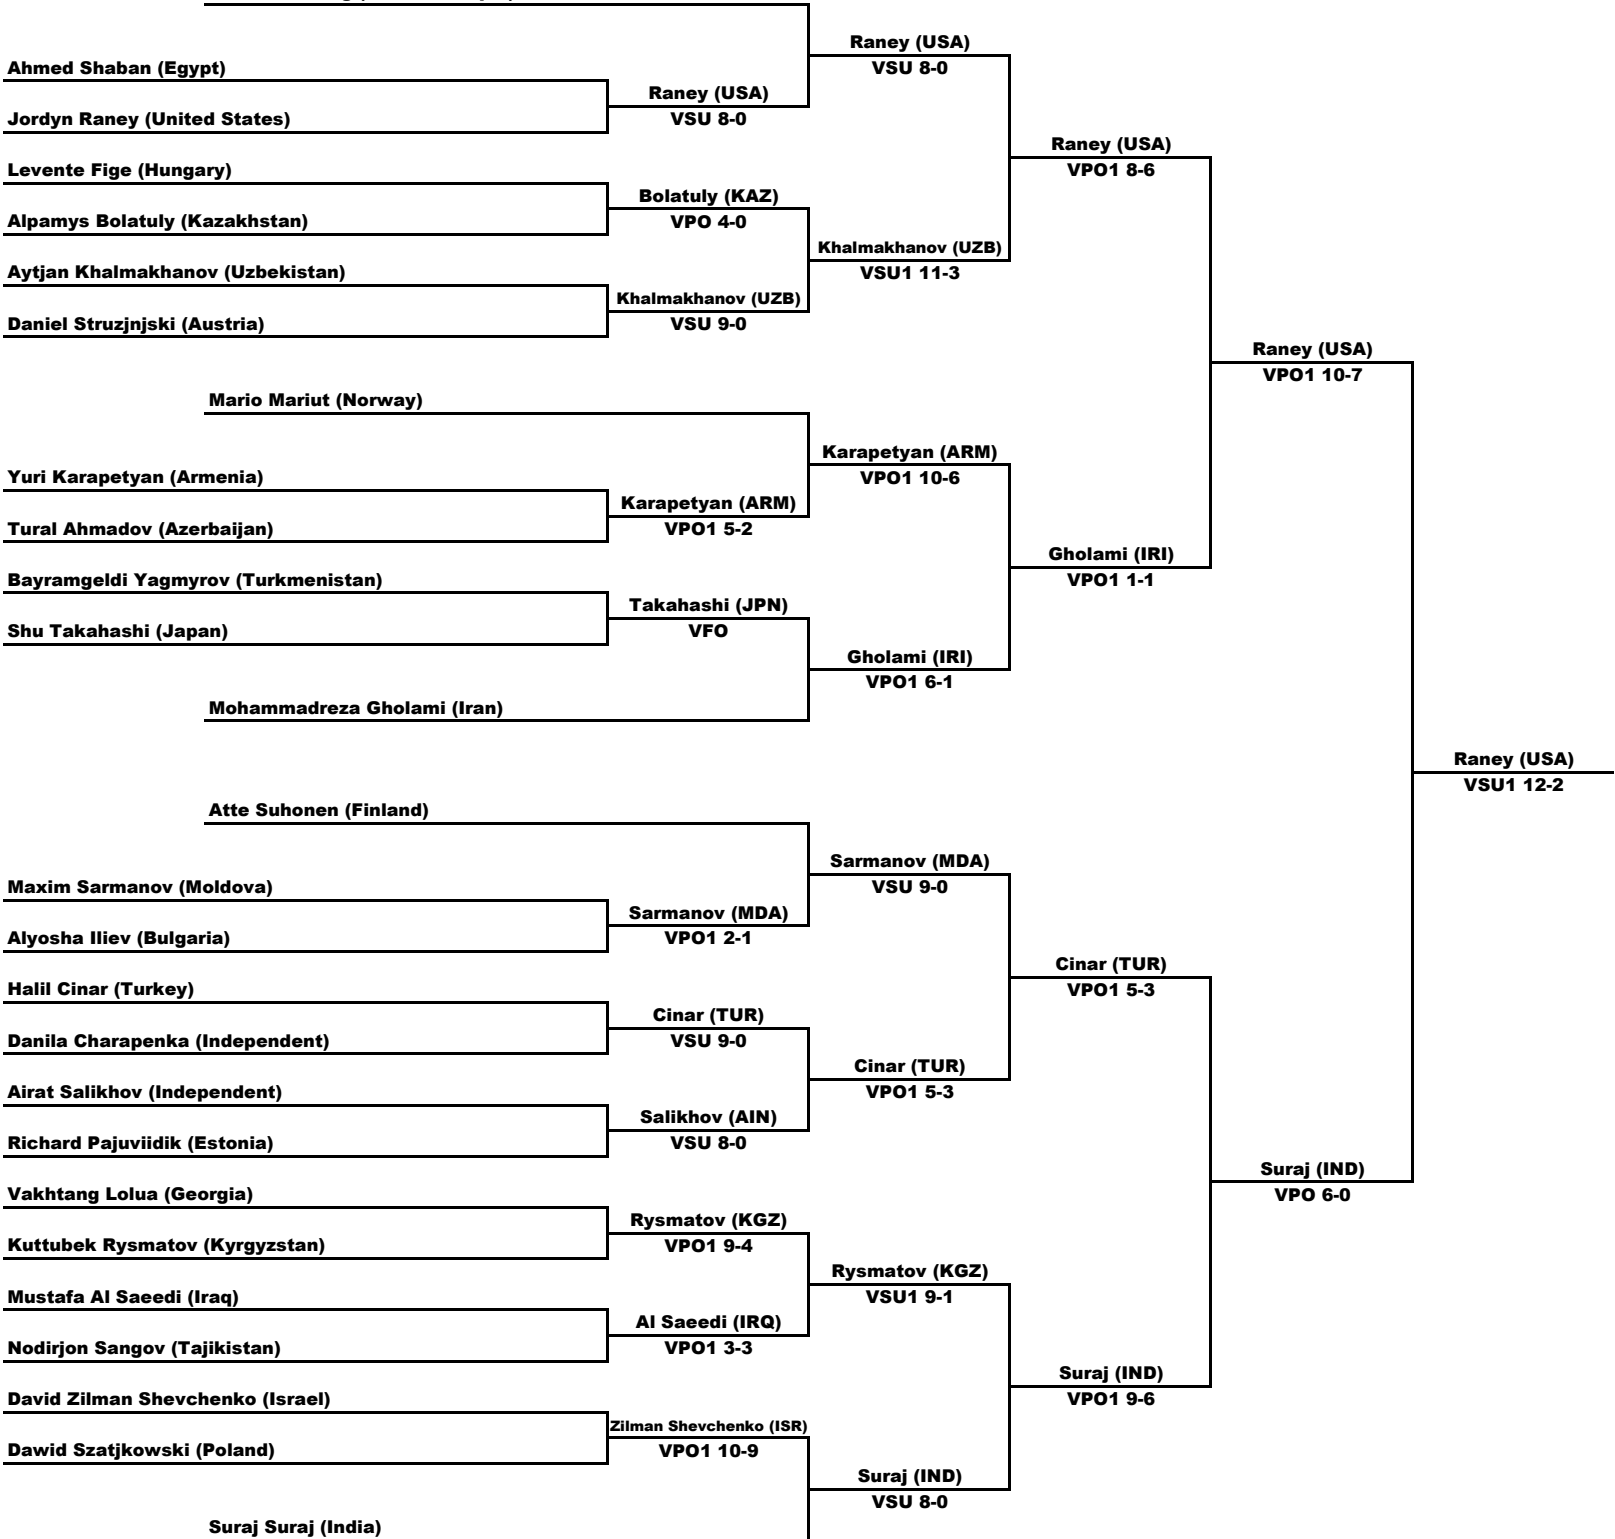 Raney (USA)
VSU 8-0
Ahmed Shaban (Egypt)
Raney (USA)
VSU 8-0
Jordyn Raney (United States)
Raney (USA)
VPO1 8-6
Levente Fige (Hungary)
Bolatuly (KAZ)
VPO 4-0
Alpamys Bolatuly (Kazakhstan)
Khalmakhanov (UZB)
VSU1 11-3
Aytjan Khalmakhanov (Uzbekistan)
Khalmakhanov (UZB)
VSU 9-0
Daniel Struzjnjski (Austria)
Raney (USA)
VPO1 10-7
Mario Mariut (Norway)
Karapetyan (ARM)
VPO1 10-6
Yuri Karapetyan (Armenia)
Karapetyan (ARM)
VPO1 5-2
Tural Ahmadov (Azerbaijan)
Gholami (IRI)
VPO1 1-1
Bayramgeldi Yagmyrov (Turkmenistan)
Takahashi (JPN)
VFO
Shu Takahashi (Japan)
Gholami (IRI)
VPO1 6-1
Mohammadreza Gholami (Iran)
Raney (USA)
VSU1 12-2
Atte Suhonen (Finland)
Sarmanov (MDA)
VSU 9-0
Maxim Sarmanov (Moldova)
Sarmanov (MDA)
VPO1 2-1
Alyosha Iliev (Bulgaria)
Cinar (TUR)
VPO1 5-3
Halil Cinar (Turkey)
Cinar (TUR)
VSU 9-0
Danila Charapenka (Independent)
Cinar (TUR)
VPO1 5-3
Airat Salikhov (Independent)
Salikhov (AIN)
VSU 8-0
Richard Pajuviidik (Estonia)
Suraj (IND)
VPO 6-0
Vakhtang Lolua (Georgia)
Rysmatov (KGZ)
VPO1 9-4
Kuttubek Rysmatov (Kyrgyzstan)
Rysmatov (KGZ)
VSU1 9-1
Mustafa Al Saeedi (Iraq)
Al Saeedi (IRQ)
VPO1 3-3
Nodirjon Sangov (Tajikistan)
Suraj (IND)
VPO1 9-6
David Zilman Shevchenko (Israel)
Zilman Shevchenko (ISR)
VPO1 10-9
Dawid Szatjkowski (Poland)
Suraj (IND)
VSU 8-0
Suraj Suraj (India)